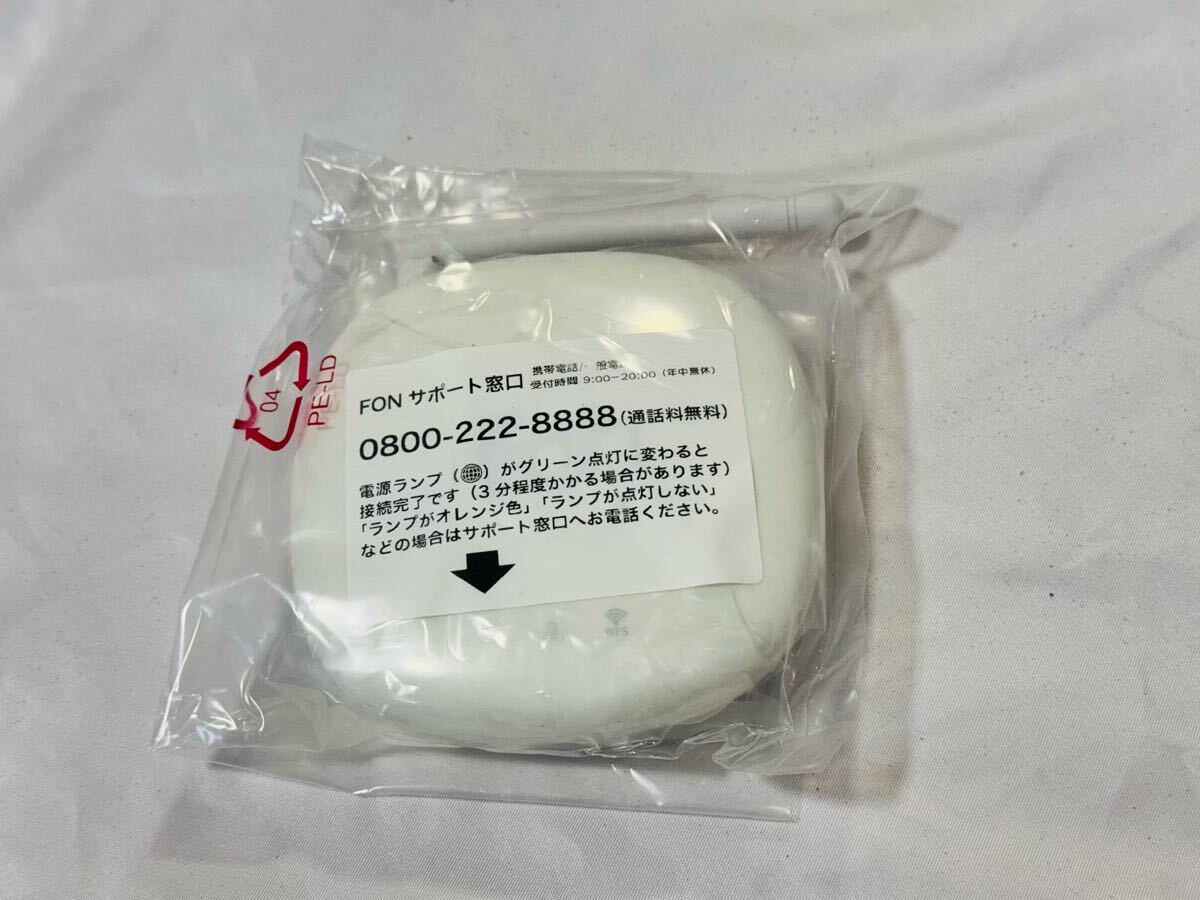 04
PE-LD
FON サポート窓口
携帯電話/
受付時間 9:00－20:00（年中無休）
0800-222-8888(通話料無料)
電源ランプ（ ）がグリーン点灯に変わると
接続完了です（3分程度かかる場合があります）
「ランプがオレンジ色」「ランプが点灯しない」
などの場合はサポート窓口へお電話ください。
WPS